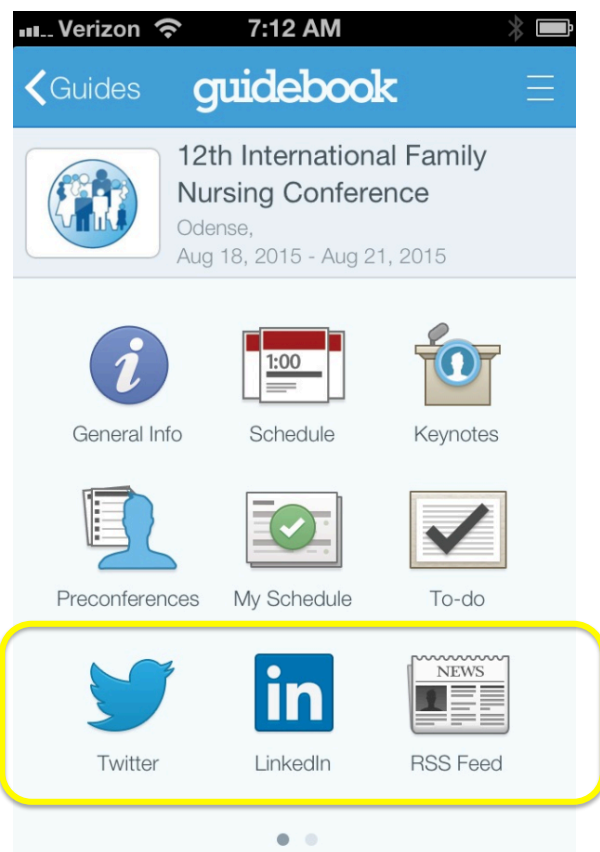 Verizon 7:12 AM
Guides guidebook
12th International Family
Nursing Conference
Odense,
Aug 18, 2015 - Aug 21, 2015
1:00
General Info Schedule Keynotes
Preconferences My Schedule To-do
in NEWS
Twitter LinkedIn RSS Feed